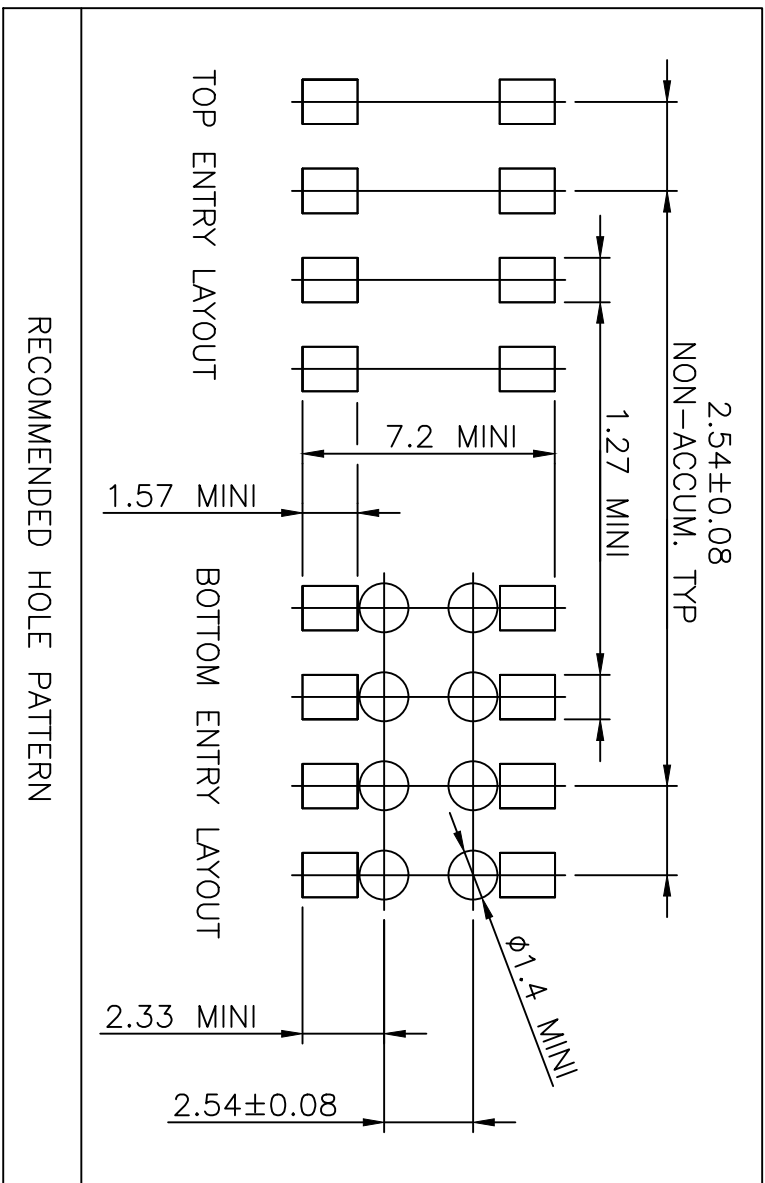 2.54±0.08
NON-ACCUM. TYP
1.27 MINI
7.2 MINI
1.57 MINI
ø1.4 MINI
2.33 MINI
2.54±0.08
TOP ENTRY LAYOUT
BOTTOM ENTRY LAYOUT
RECOMMENDED HOLE PATTERN